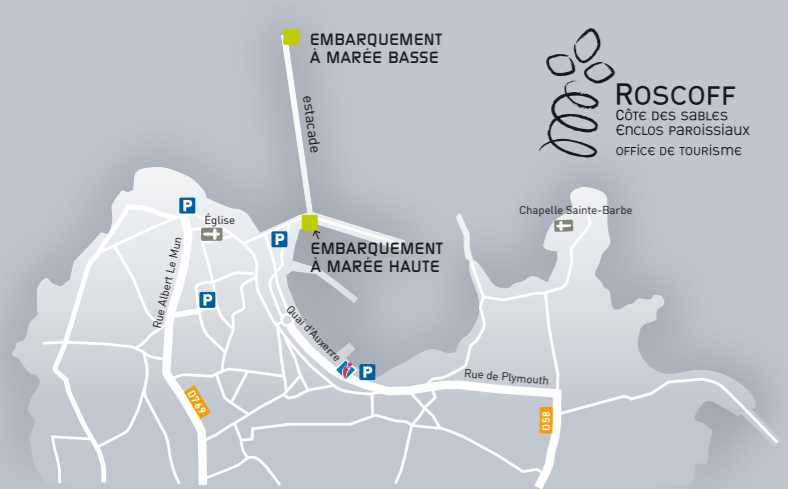 EMBARQUEMENT
À MARÉE BASSE
estacade
ROSCOFF
CÔTE DES SABLES
ENCLOS PAROISSIAUX
OFFICE DE TOURISME
P
Église
Chapelle Sainte-Barbe
P
EMBARQUEMENT
À MARÉE HAUTE
Rue Albert Le Mun
P
Quai d'Auxerre
P
Rue de Plymouth
D769
D58